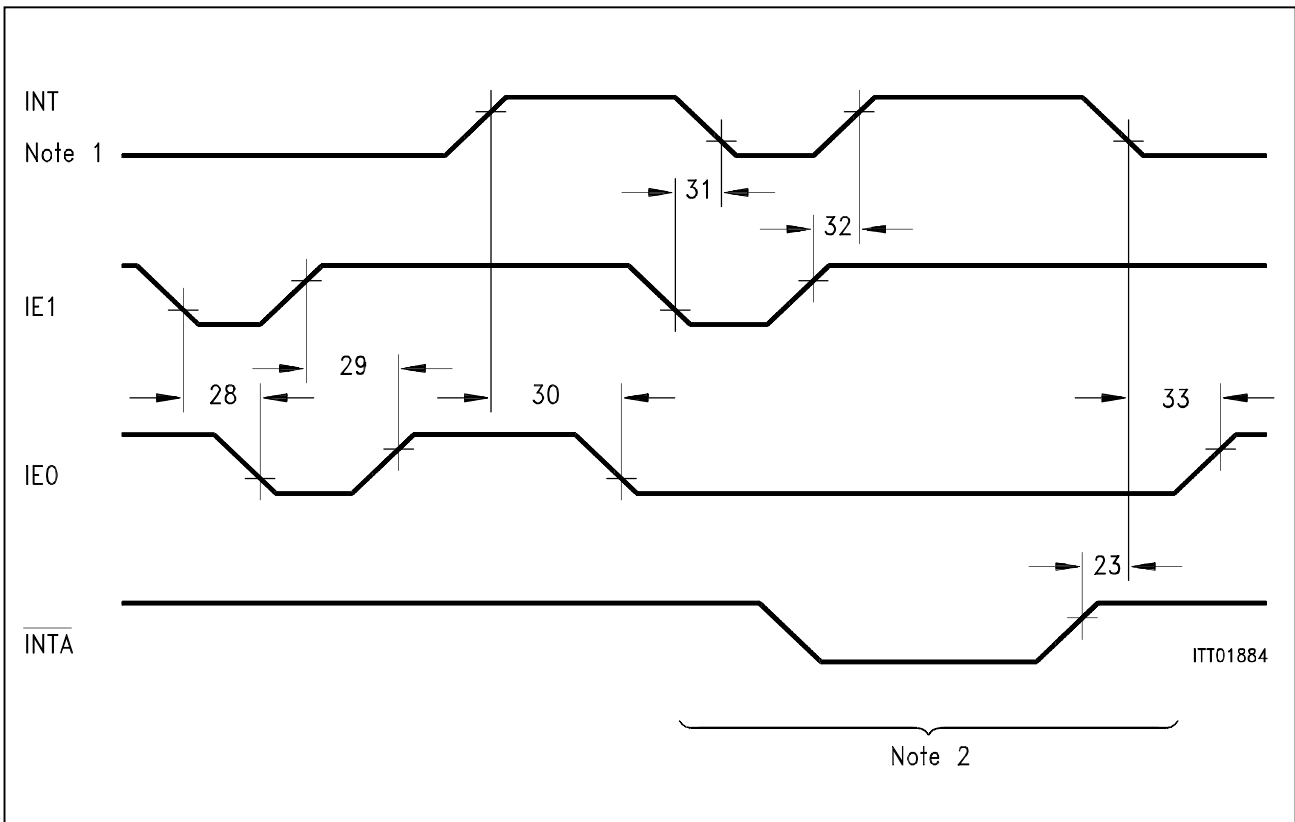 INT
Note 1
31
32
IE1
29
28
30
33
IE0
23
INTA
ITT01884
Note 2